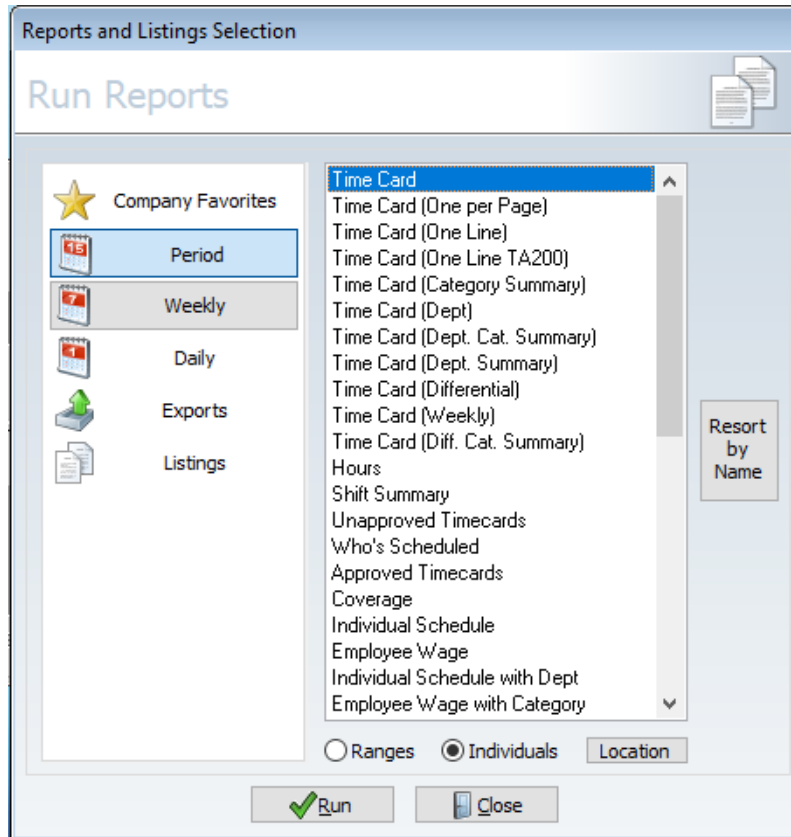 Reports and Listings Selection
Run Reports
Company Favorites
15
Period
7
Weekly
1
Daily
Exports
Listings
Time Card
Time Card (One per Page)
Time Card (One Line)
Time Card (One Line TA200)
Time Card (Category Summary)
Time Card (Dept)
Time Card (Dept. Cat. Summary)
Time Card (Dept. Summary)
Time Card (Differential)
Time Card (Weekly)
Time Card (Diff. Cat. Summary)
Hours
Shift Summary
Unapproved Timecards
Who's Scheduled
Approved Timecards
Coverage
Individual Schedule
Employee Wage
Individual Schedule with Dept
Employee Wage with Category
Resort
by
Name
Ranges
Individuals
Location
Run
Close